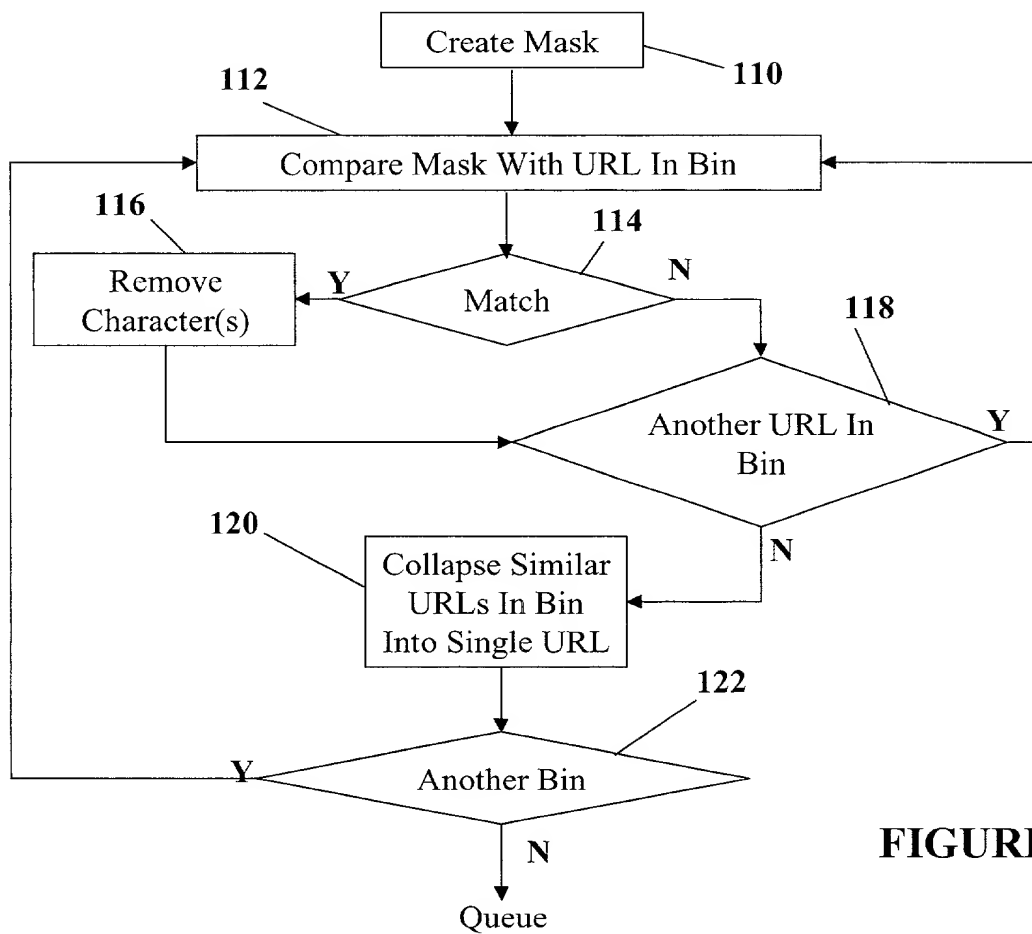 Create Mask
110
112
Compare Mask With URL In Bin
116
114
Y
N
Remove
Character(s)
Match
118
Another URL In
Bin
Y
N
120
Collapse Similar
URLs In Bin
Into Single URL
122
Y
Another Bin
N
FIGURE
Queue